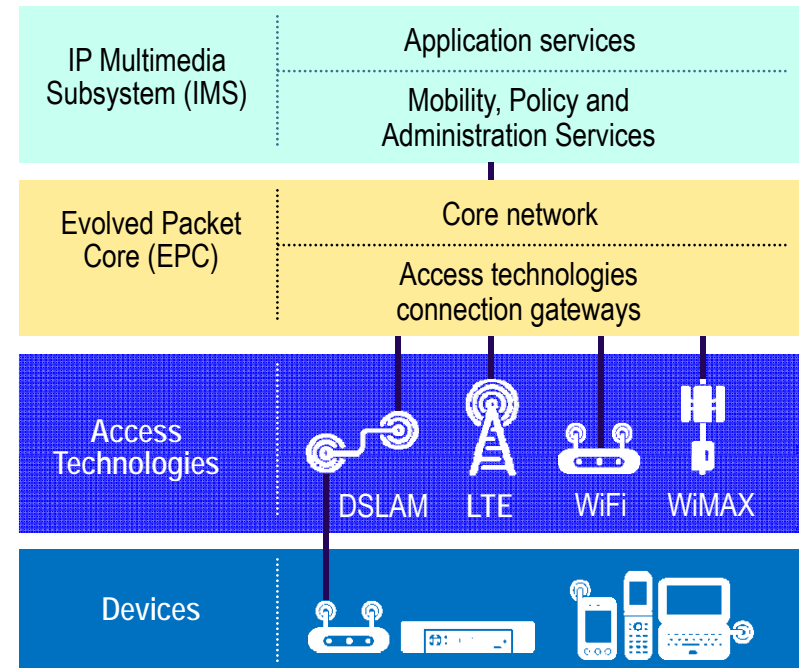 IP Multimedia
Subsystem (IMS)
Application services
Mobility, Policy and
Administration Services
Evolved Packet
Core (EPC)
Core network
Access technologies
connection gateways
Access
Technologies
DSLAM
LTE
WiFi
WiMAX
Devices